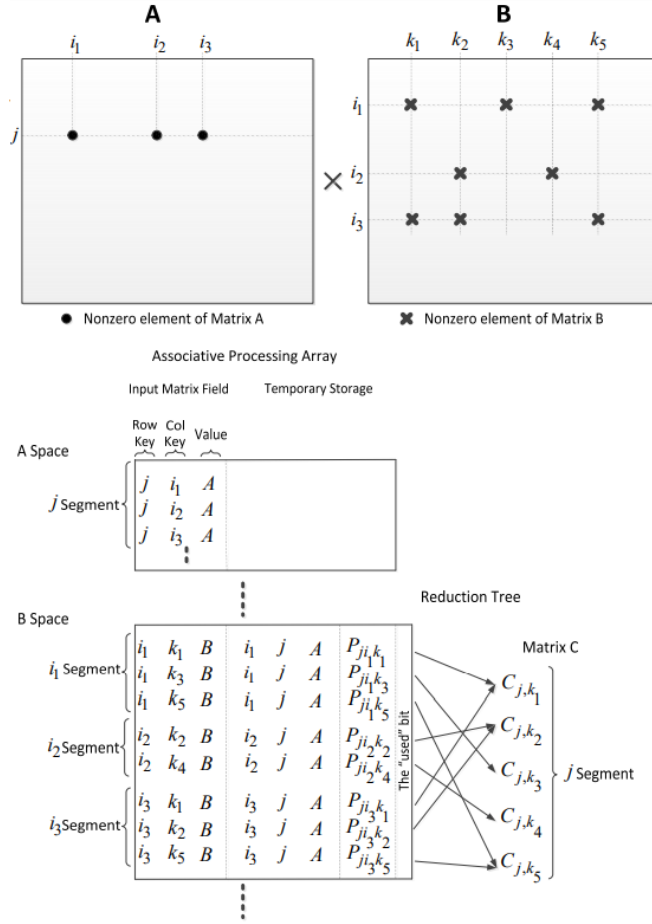 A B
i1 i2 i3 k1 k2 k3 k4 k5
j
i1
i2
i3
×
Nonzero element of Matrix A
Nonzero element of Matrix B
Associative Processing Array
Input Matrix Field Temporary Storage
Row Key Col Key Value
A Space
j Segment
j i1 A
j i2 A
j i3 A
Reduction Tree
B Space
Matrix C
i1 Segment
i1 k1 B i1 j A Pji1k1
i1 k3 B i1 j A Pji1k3
i1 k5 B i1 j A Pji1k5
i2Segment
i2 k2 B i2 j A Pji2k2
i2 k4 B i2 j A Pji2k4
i3Segment
i3 k1 B i3 j A Pji3k1
i3 k2 B i3 j A Pji3k2
i3 k5 B i3 j A Pji3k5
The "used" bit
Cj,k1
Cj,k2
Cj,k3
Cj,k4
Cj,k5
j Segment